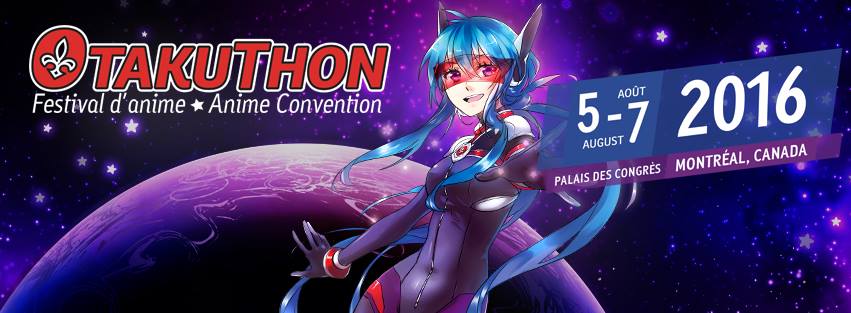 OTAKUTHON
Festival d'anime ★ Anime Convention
5-7
AOÛT
AUGUST
2016
PALAIS DES CONGRÈS
MONTRÉAL, CANADA